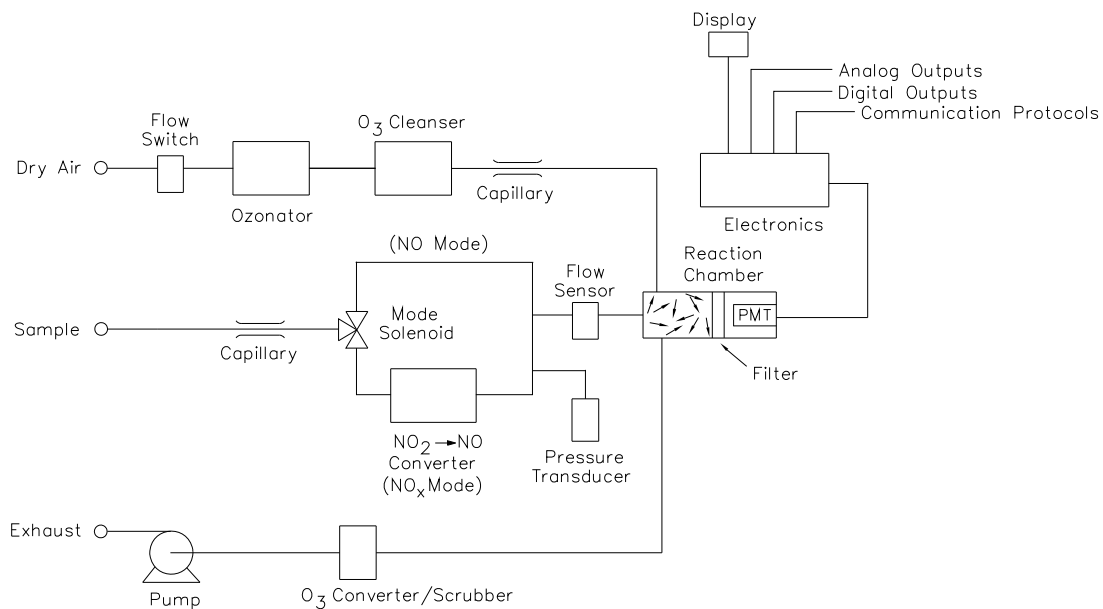 Display
Analog Outputs
Digital Outputs
Communication Protocols
Electronics
Flow
Switch
O3 Cleanser
Dry Air
Ozonator
Capillary
(NO Mode)
Reaction
Chamber
Flow
Sensor
Mode
Solenoid
PMT
Sample
Capillary
Filter
NO2→NO
Converter
(NOx Mode)
Pressure
Transducer
Exhaust
Pump
O3 Converter/Scrubber